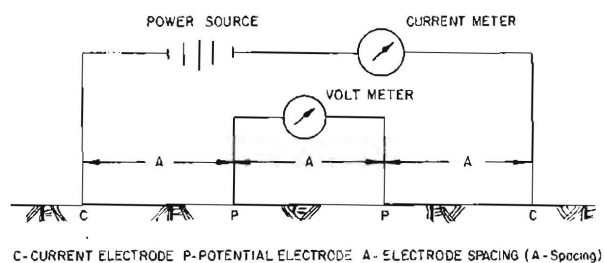 POWER SOURCE
CURRENT METER
VOLT METER
A A A
C P P C
C-CURRENT ELECTRODE P-POTENTIAL ELECTRODE A-ELECTRODE SPACING (A-Spacing)